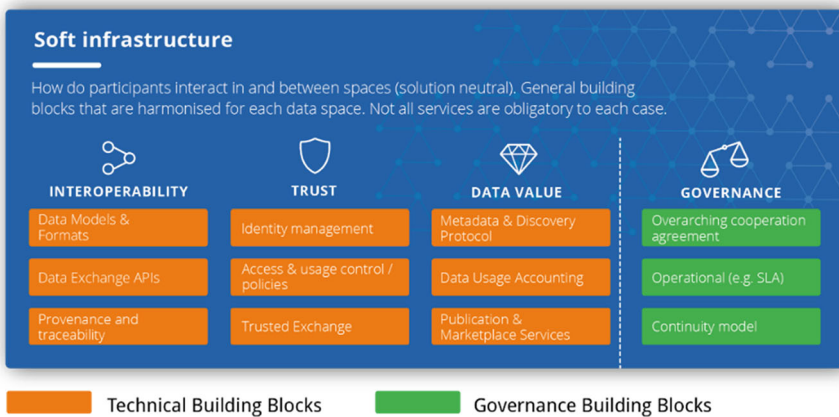 Soft infrastructure
How do participants interact in and between spaces (solution neutral). General building
blocks that are harmonised for each data space. Not all services are obligatory to each case.
INTEROPERABILITY
Data Models &
Formats
Data Exchange APIs
Provenance and
traceability
TRUST
Identity management
Access & usage control /
policies
Trusted Exchange
DATA VALUE
Metadata & Discovery
Protocol
Data Usage Accounting
Publication &
Marketplace Services
GOVERNANCE
Overarching cooperation
agreement
Operational (e.g. SLA)
Continuity model
Technical Building Blocks
Governance Building Blocks